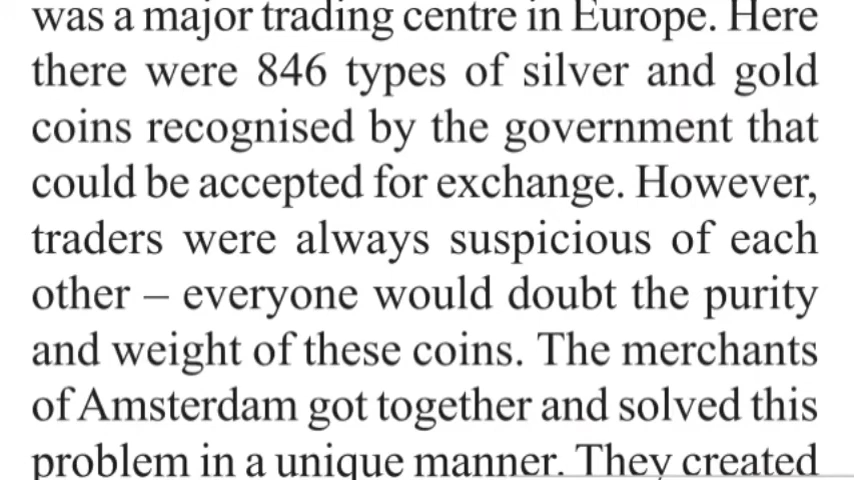 was a major trading centre in Europe. Here
there were 846 types of silver and gold
coins recognised by the government that
could be accepted for exchange. However,
traders were always suspicious of each
other – everyone would doubt the purity
and weight of these coins. The merchants
of Amsterdam got together and solved this
problem in a unique manner. They created